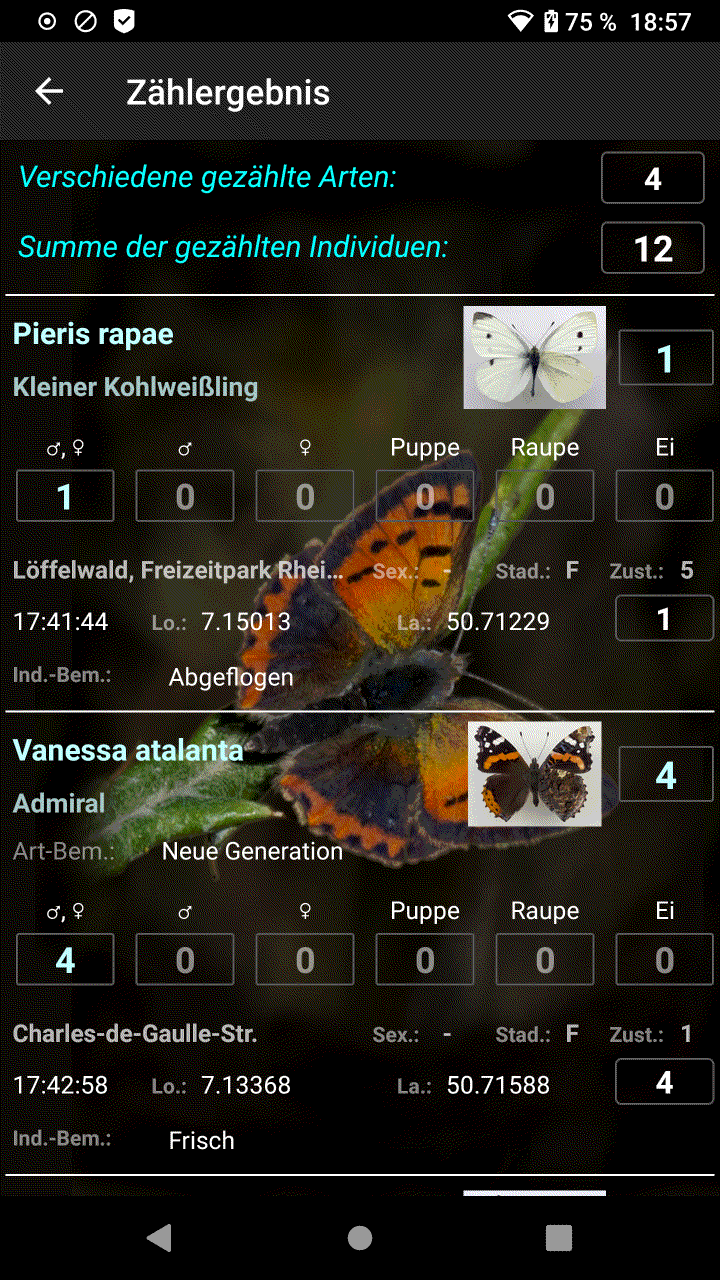 75 % 18:57
Zählergebnis
Verschiedene gezählte Arten: 4
Summe der gezählten Individuen: 12
Pieris rapae 1
Kleiner Kohlweißling
♂, ♀ ♂ ♀ Puppe Raupe Ei
1 0 0 0 0 0
Löffelwald, Freizeitpark Rhei... Sex.: - Stad.: F Zust.: 5
17:41:44 Lo.: 7.15013 La.: 50.71229 1
Ind.-Bem.: Abgeflogen
Vanessa atalanta 4
Admiral
Art-Bem.: Neue Generation
♂, ♀ ♂ ♀ Puppe Raupe Ei
4 0 0 0 0 0
Charles-de-Gaulle-Str. Sex.: - Stad.: F Zust.: 1
17:42:58 Lo.: 7.13368 La.: 50.71588 4
Ind.-Bem.: Frisch